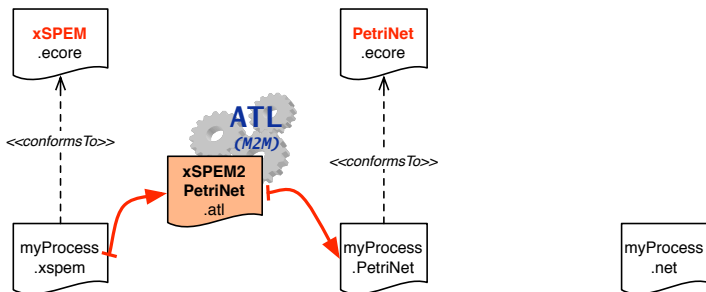 xSPEM
.ecore
PetriNet
.ecore
ATL
(M2M)
<<conformsTo>>
<<conformsTo>>
xSPEM2
PetriNet
.atl
myProcess
.xspem
myProcess
.PetriNet
myProcess
.net